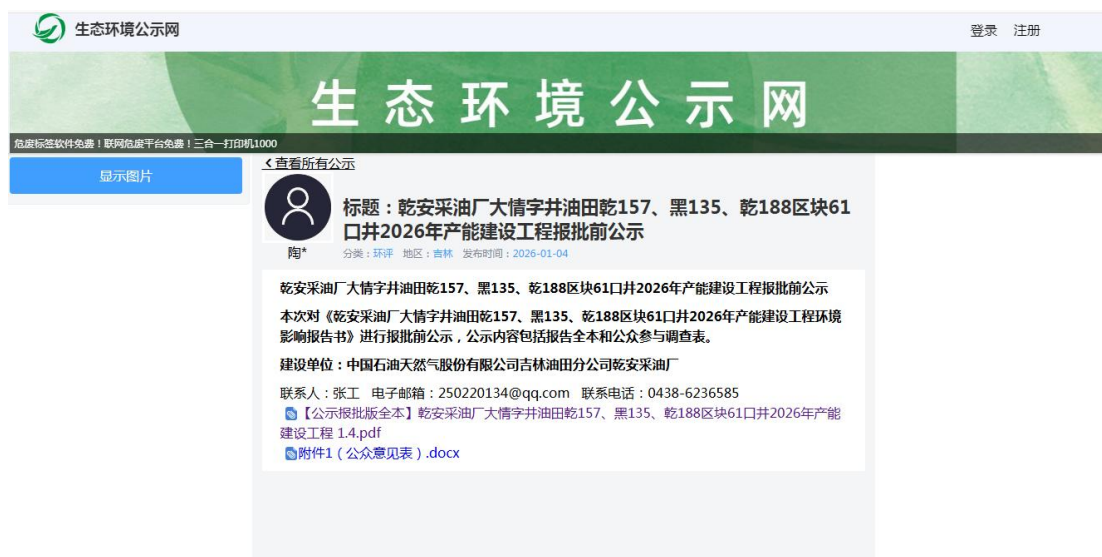 生态环境公示网
登录 注册
生态环境公示网
危废标签软件免费！联网危废平台免费！三合一打印机1000
显示图片
<查看所有公示
标题：乾安采油厂大情字井油田乾157、黑135、乾188区块61
口井2026年产能建设工程报批前公示
陶*
分类：环评 地区：吉林 发布时间：2026-01-04
乾安采油厂大情字井油田乾157、黑135、乾188区块61口井2026年产能建设工程报批前公示
本次对《乾安采油厂大情字井油田乾157、黑135、乾188区块61口井2026年产能建设工程环境
影响报告书》进行报批前公示，公示内容包括报告全本和公众参与调查表。
建设单位：中国石油天然气股份有限公司吉林油田分公司乾安采油厂
联系人：张工 电子邮箱：250220134@qq.com 联系电话：0438-6236585
【公示报批版全本】乾安采油厂大情字井油田乾157、黑135、乾188区块61口井2026年产能
建设工程 1.4.pdf
附件1（公众意见表）.docx